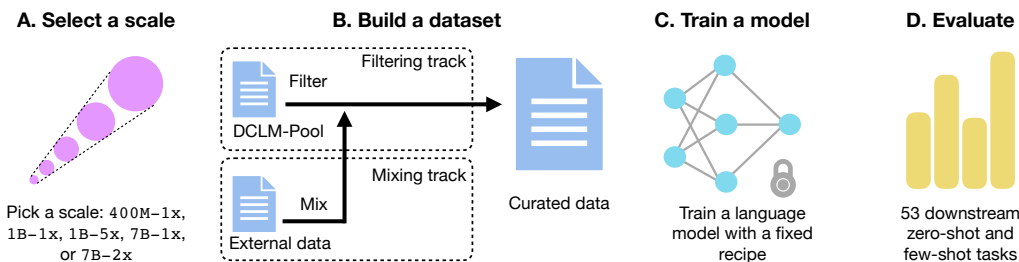 A. Select a scale
Pick a scale: 400M-1x,
1B-1x, 1B-5x, 7B-1x,
or 7B-2x
B. Build a dataset
Filtering track
Filter
DCLM-Pool
Mixing track
Mix
External data
Curated data
C. Train a model
Train a language
model with a fixed
recipe
D. Evaluate
53 downstream
zero-shot and
few-shot tasks